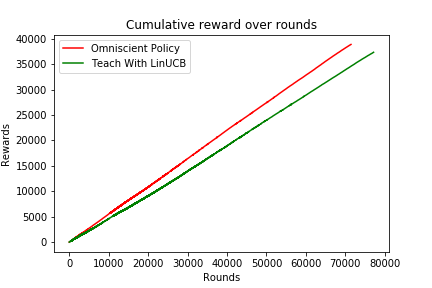 Cumulative reward over rounds
Omniscient Policy
Teach With LinUCB
40000
35000
30000
25000
20000
15000
10000
5000
0
Rewards
0 10000 20000 30000 40000 50000 60000 70000 80000
Rounds